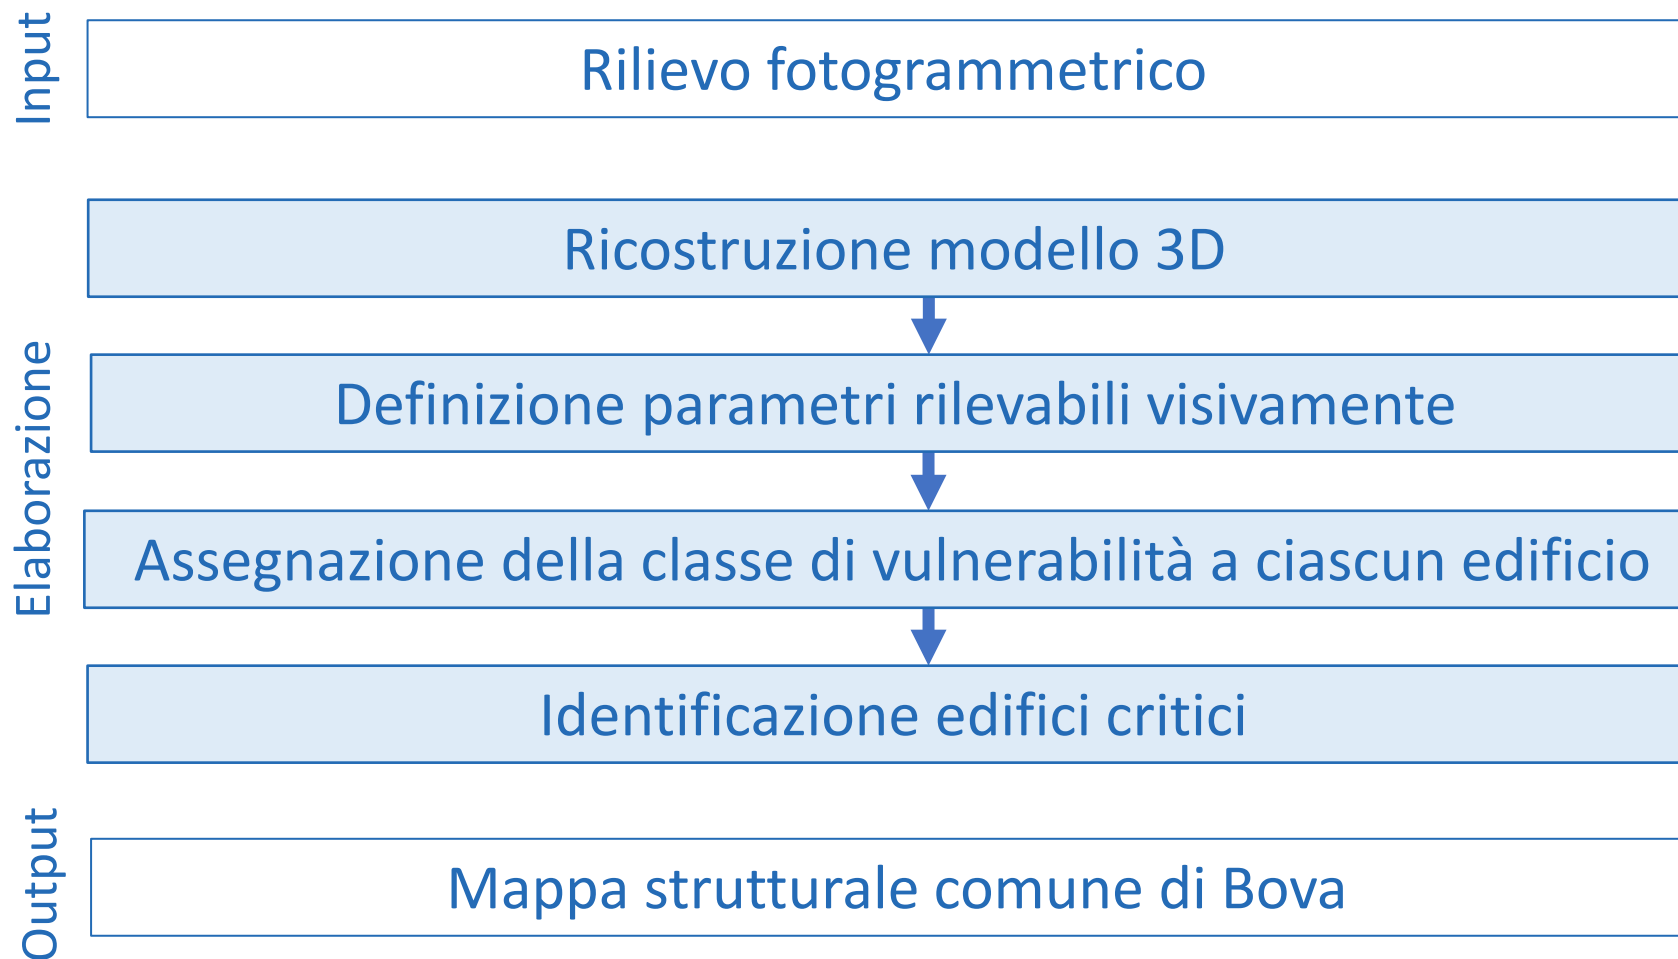 Input
Rilievo fotogrammetrico
Elaborazione
Ricostruzione modello 3D
Definizione parametri rilevabili visivamente
Assegnazione della classe di vulnerabilità a ciascun edificio
Identificazione edifici critici
Output
Mappa strutturale comune di Bova